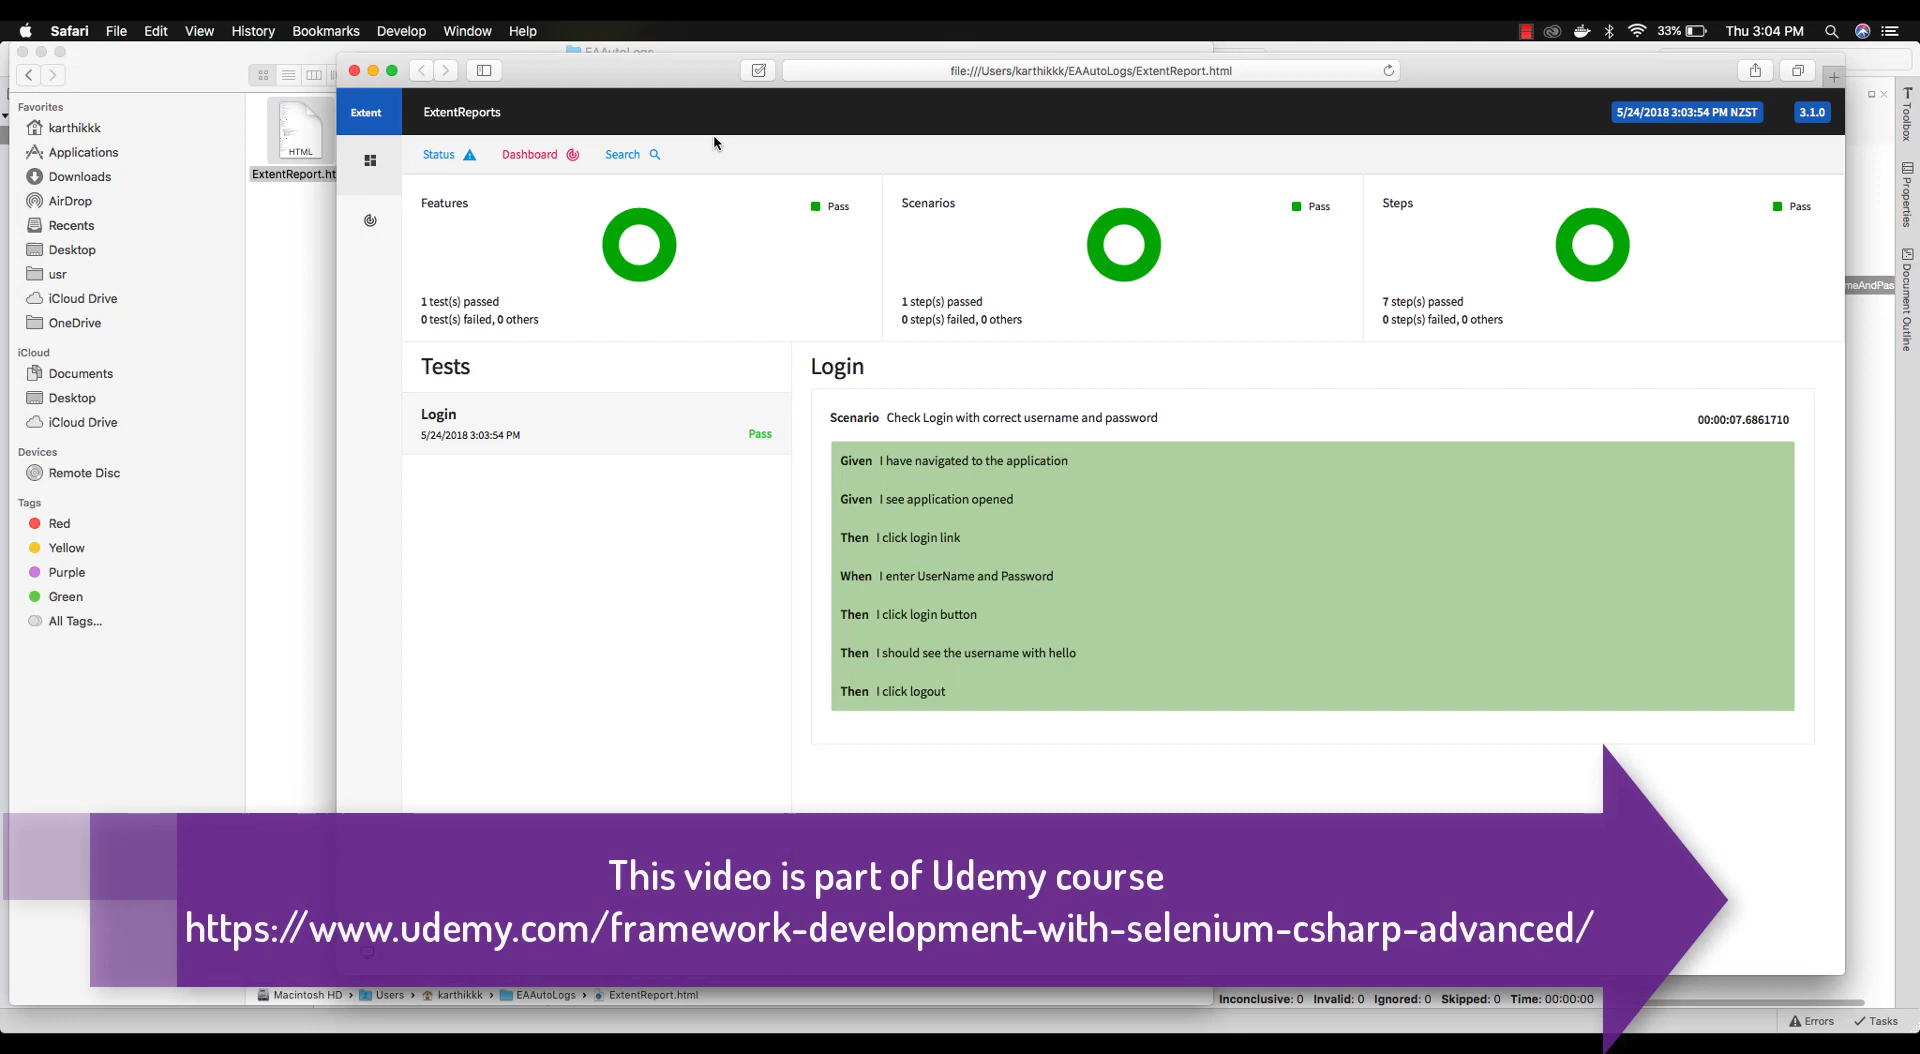 Safari File Edit View History Bookmarks Develop Window Help
33% Thu 3:04 PM
EAAutoLogs
file:///Users/karthikkk/EAAutoLogs/ExtentReport.html
Favorites
karthikkk
Applications
Downloads
AirDrop
Recents
Desktop
usr
iCloud Drive
OneDrive
iCloud
Documents
Desktop
iCloud Drive
Devices
Remote Disc
Tags
Red
Yellow
Purple
Green
All Tags...
HTML
ExtentReport.ht
Extent ExtentReports 5/24/2018 3:03:54 PM NZST 3.1.0
Status Dashboard Search
Features Pass
1 test(s) passed
0 test(s) failed, 0 others
Scenarios Pass
1 step(s) passed
0 step(s) failed, 0 others
Steps Pass
7 step(s) passed
0 step(s) failed, 0 others
Tests
Login
5/24/2018 3:03:54 PM Pass
Login
Scenario Check Login with correct username and password 00:00:07.6861710
Given I have navigated to the application
Given I see application opened
Then I click login link
When I enter UserName and Password
Then I click login button
Then I should see the username with hello
Then I click logout
Toolbox
Properties
Document Outline
meAndPas
This video is part of Udemy course
https://www.udemy.com/framework-development-with-selenium-csharp-advanced/
Macintosh HD › Users › karthikkk › EAAutoLogs › ExtentReport.html
Inconclusive: 0 Invalid: 0 Ignored: 0 Skipped: 0 Time: 00:00:00
Errors Tasks